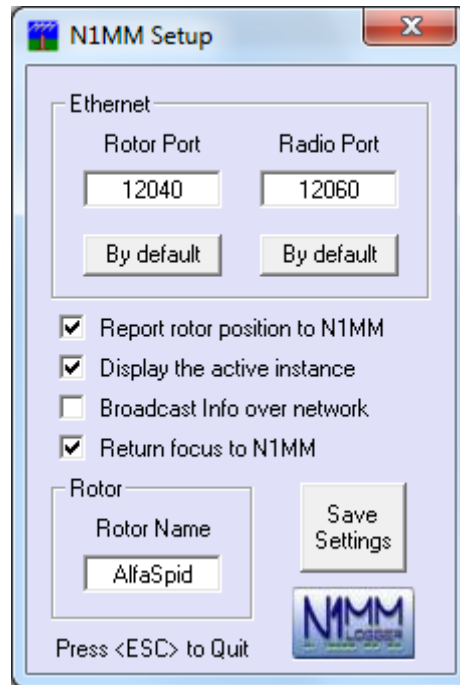 N1MM Setup
Ethernet
Rotor Port
Radio Port
12040
12060
By default
By default
Report rotor position to N1MM
Display the active instance
Broadcast Info over network
Return focus to N1MM
Rotor
Rotor Name
AlfaSpid
Save
Settings
N1MM
LOGGER
Press <ESC> to Quit